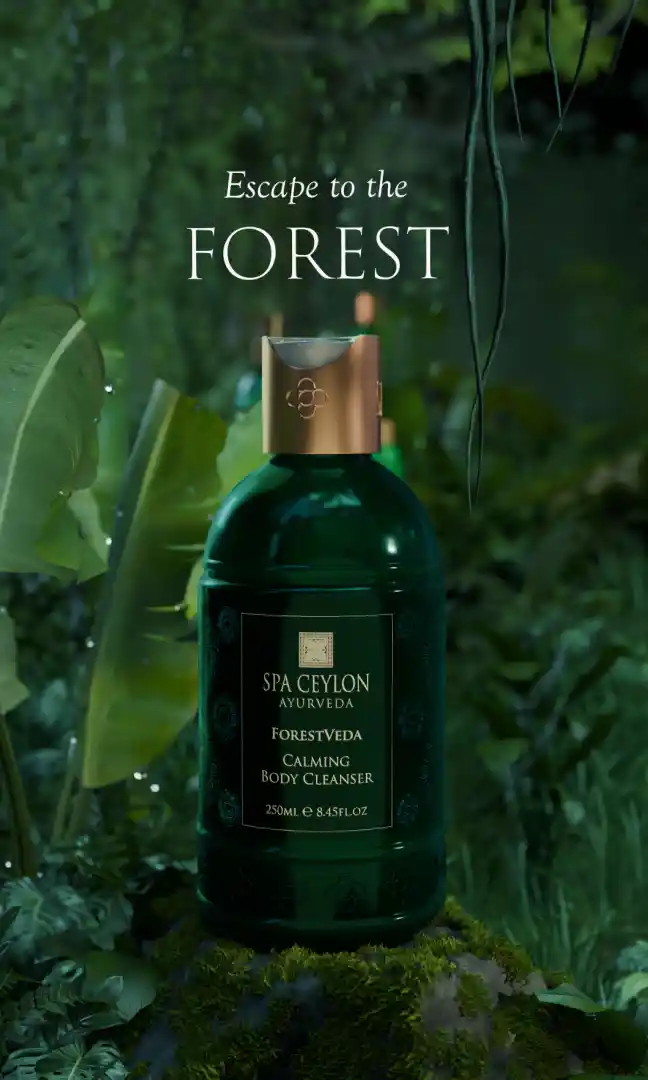 Escape to the
FOREST
SPA CEYLON
AYURVEDA
FORESTVEDA
CALMING
BODY CLEANSER
250ML ℮ 8.45FL.OZ